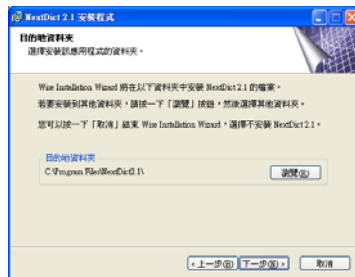 NextDict 2.1 安裝程式
目的地資料夾
選擇安裝該應用程式的資料夾。
Wise Installation Wizard 將在以下資料夾中安裝 NextDict 2.1 的檔案。
若要安裝到其他資料夾，請按一下「瀏覽」按鈕，然後選擇其他資料夾。
您可以按一下「取消」結束 Wise Installation Wizard，選擇不安裝 NextDict 2.1。
目的地資料夾
C:\Program Files\NextDict2.1\
瀏覽(R)
<上一步(B)
下一步(N)>
取消